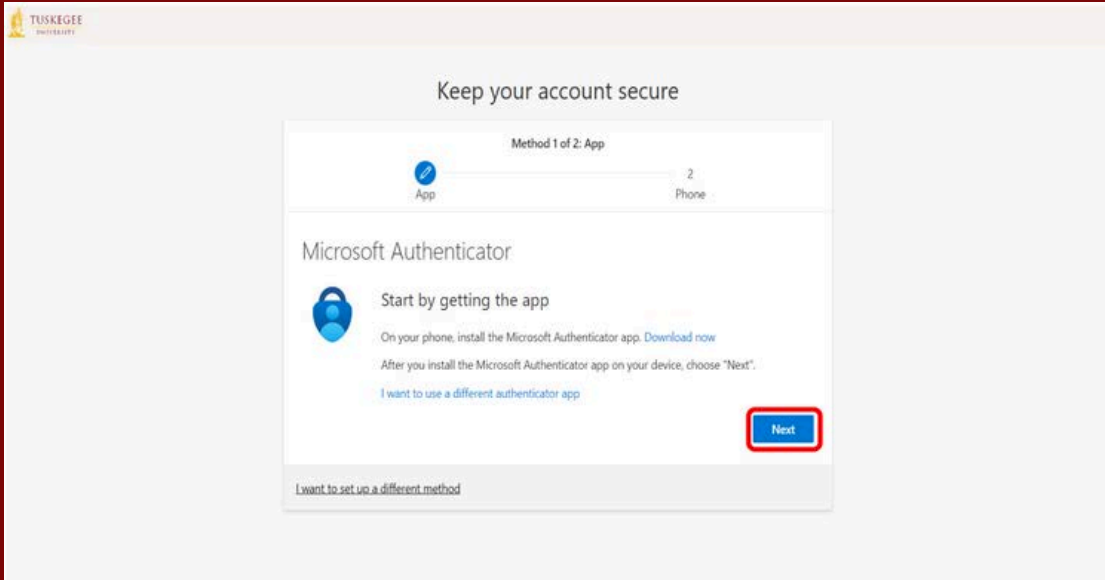 TUSKEGEE
UNIVERSITY
Keep your account secure
Method 1 of 2: App
App
2
Phone
Microsoft Authenticator
Start by getting the app
On your phone, install the Microsoft Authenticator app. Download now
After you install the Microsoft Authenticator app on your device, choose "Next".
I want to use a different authenticator app
Next
I want to set up a different method